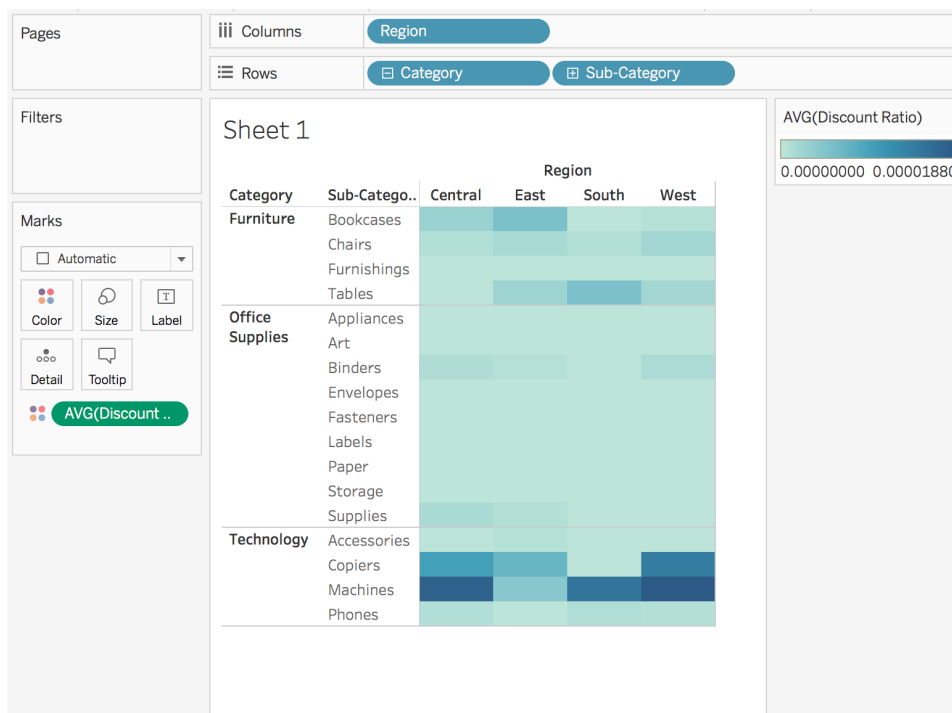 Pages
Columns
Region
Rows
Category
Sub-Category
Filters
Marks
Automatic
Color
Size
Label
Detail
Tooltip
AVG(Discount ..
Sheet 1
Region
Category
Sub-Catego..
Central
East
South
West
Furniture
Bookcases
Chairs
Furnishings
Tables
Office
Supplies
Appliances
Art
Binders
Envelopes
Fasteners
Labels
Paper
Storage
Supplies
Technology
Accessories
Copiers
Machines
Phones
AVG(Discount Ratio)
0.00000000 0.00001880